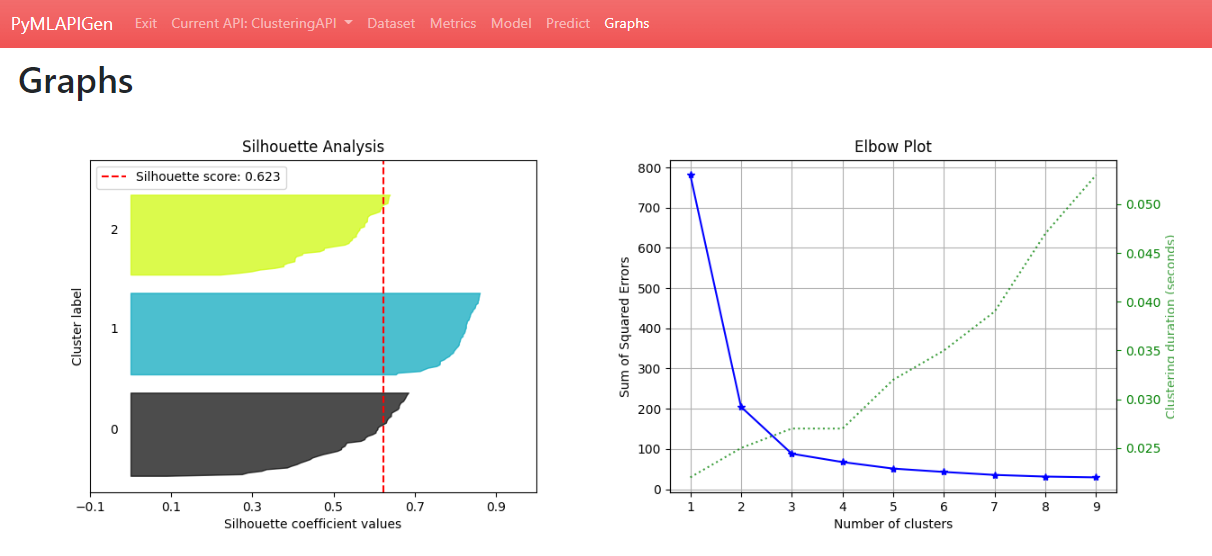 PyMLAPIGen Exit Current API: ClusteringAPI Dataset Metrics Model Predict Graphs
Graphs
Silhouette Analysis
Silhouette score: 0.623
Cluster label
2
1
0
−0.1 0.1 0.3 0.5 0.7 0.9
Silhouette coefficient values
Elbow Plot
Sum of Squared Errors
800
700
600
500
400
300
200
100
0
1 2 3 4 5 6 7 8 9
Number of clusters
0.050
0.045
0.040
0.035
0.030
0.025
Clustering duration (seconds)